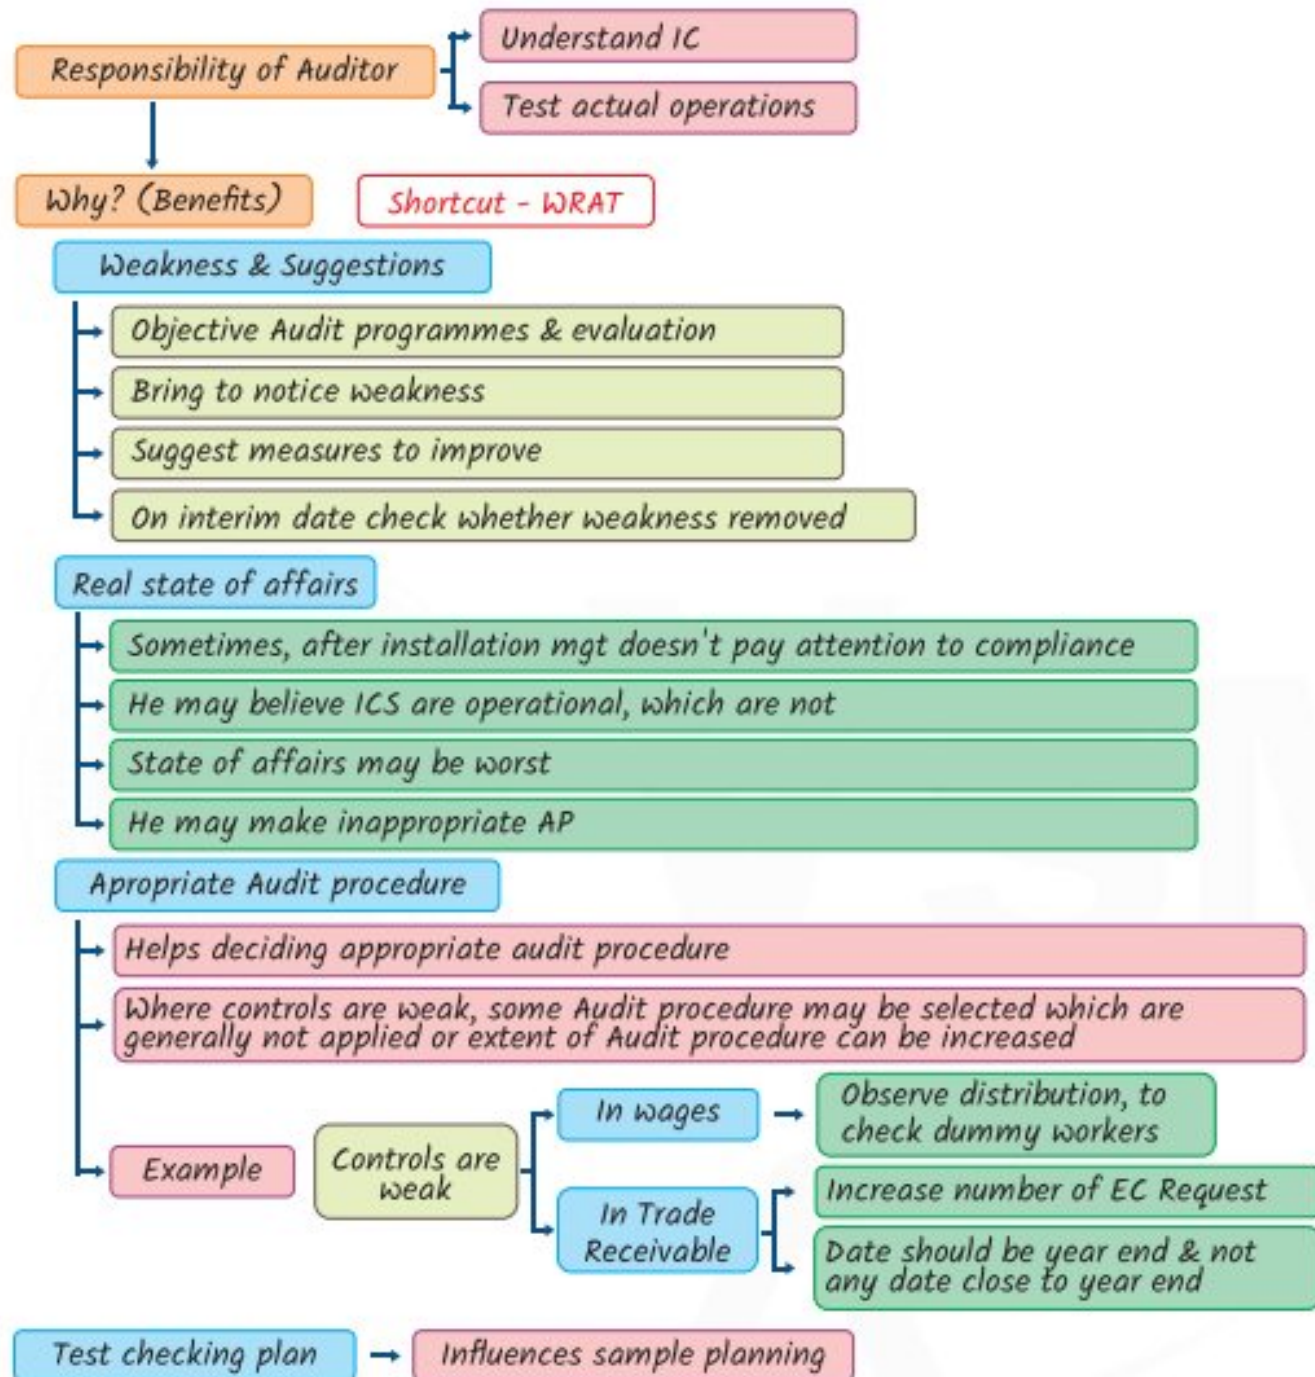 Responsibility of Auditor
Understand IC
Test actual operations
Why? (Benefits)
Shortcut - WRAT
Weakness & Suggestions
Objective Audit programmes & evaluation
Bring to notice weakness
Suggest measures to improve
On interim date check whether weakness removed
Real state of affairs
Sometimes, after installation mgt doesn't pay attention to compliance
He may believe ICS are operational, which are not
State of affairs may be worst
He may make inappropriate AP
Apropriate Audit procedure
Helps deciding appropriate audit procedure
Where controls are weak, some Audit procedure may be selected which are
generally not applied or extent of Audit procedure can be increased
Example
Controls are
weak
In wages
Observe distribution, to
check dummy workers
In Trade
Receivable
Increase number of EC Request
Date should be year end & not
any date close to year end
Test checking plan
Influences sample planning